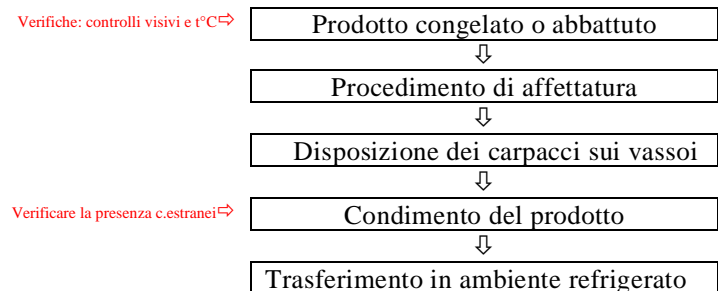 Verifiche: controlli visivi e t°C⇨ Prodotto congelato o abbattuto
⇩
Procedimento di affettatura
⇩
Disposizione dei carpacci sui vassoi
⇩
Verificare la presenza c.estranei⇨ Condimento del prodotto
⇩
Trasferimento in ambiente refrigerato